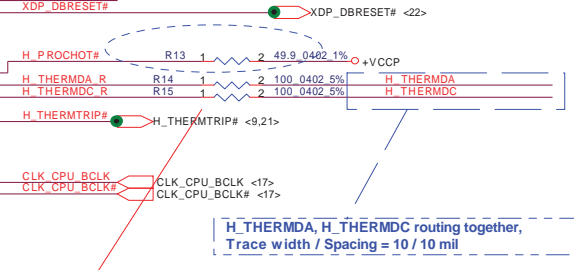 XDP_DBRESET#
XDP_DBRESET# <22>
H_PROCHOT# R13 1 2 49.9_0402_1% +VCCP
H_THERMDA_R R14 1 2 100_0402_5% H_THERMDA
H_THERMDC_R R15 1 2 100_0402_5% H_THERMDC
H_THERMTRIP# H_THERMTRIP# <9,21>
CLK_CPU_BCLK CLK_CPU_BCLK <17>
CLK_CPU_BCLK# CLK_CPU_BCLK# <17>
H_THERMDA, H_THERMDC routing together,
Trace width / Spacing = 10 / 10 mil